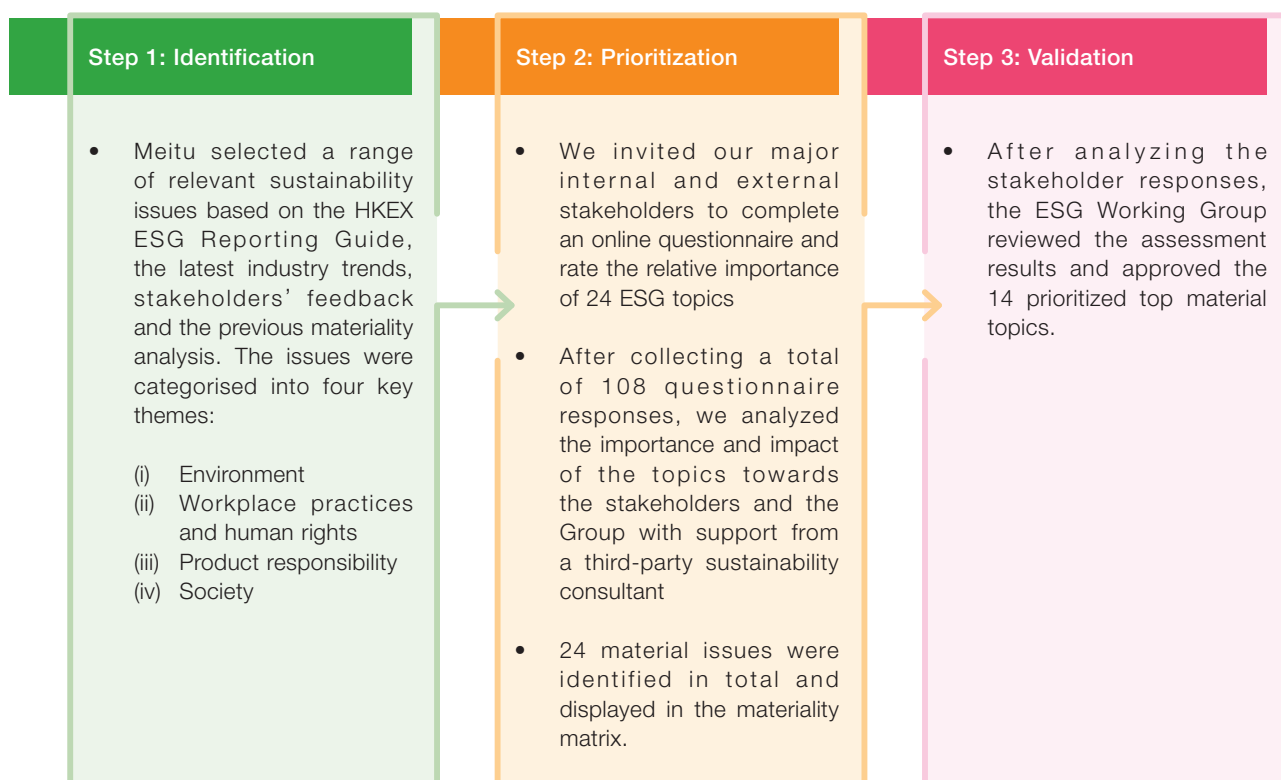 Step 1: Identification
• Meitu selected a range
of relevant sustainability
issues based on the HKEX
ESG Reporting Guide,
the latest industry trends,
stakeholders’ feedback
and the previous materiality
analysis. The issues were
categorised into four key
themes:
(i) Environment
(ii) Workplace practices
and human rights
(iii) Product responsibility
(iv) Society
Step 2: Prioritization
• We invited our major
internal and external
stakeholders to complete
an online questionnaire and
rate the relative importance
of 24 ESG topics
• After collecting a total
of 108 questionnaire
responses, we analyzed
the importance and impact
of the topics towards
the stakeholders and the
Group with support from
a third-party sustainability
consultant
• 24 material issues were
identified in total and
displayed in the materiality
matrix.
Step 3: Validation
• After analyzing the
stakeholder responses,
the ESG Working Group
reviewed the assessment
results and approved the
14 prioritized top material
topics.